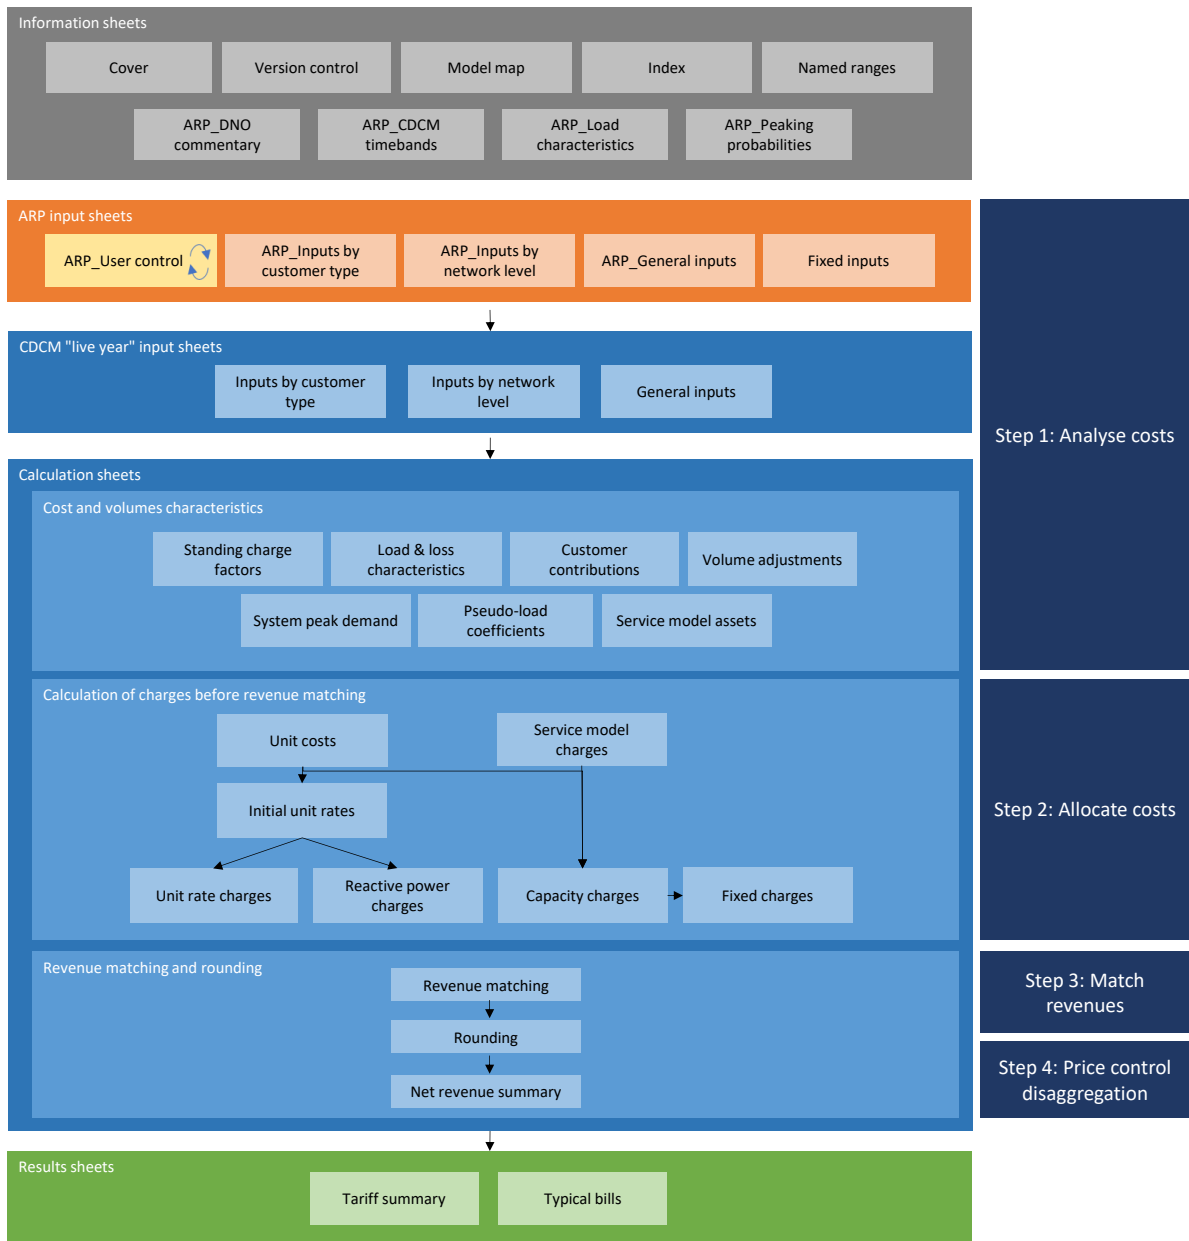 Information sheets
Cover
Version control
Model map
Index
Named ranges
ARP_DNO
commentary
ARP_CDCM
timebands
ARP_Load
characteristics
ARP_Peaking
probabilities
ARP input sheets
ARP_User control
ARP_Inputs by
customer type
ARP_Inputs by
network level
ARP_General inputs
Fixed inputs
CDCM "live year" input sheets
Inputs by customer
type
Inputs by network
level
General inputs
Step 1: Analyse costs
Calculation sheets
Cost and volumes characteristics
Standing charge
factors
Load & loss
characteristics
Customer
contributions
Volume adjustments
System peak demand
Pseudo-load
coefficients
Service model assets
Calculation of charges before revenue matching
Unit costs
Service model
charges
Initial unit rates
Step 2: Allocate costs
Unit rate charges
Reactive power
charges
Capacity charges
Fixed charges
Revenue matching and rounding
Revenue matching
Rounding
Net revenue summary
Step 3: Match
revenues
Step 4: Price control
disaggregation
Results sheets
Tariff summary
Typical bills